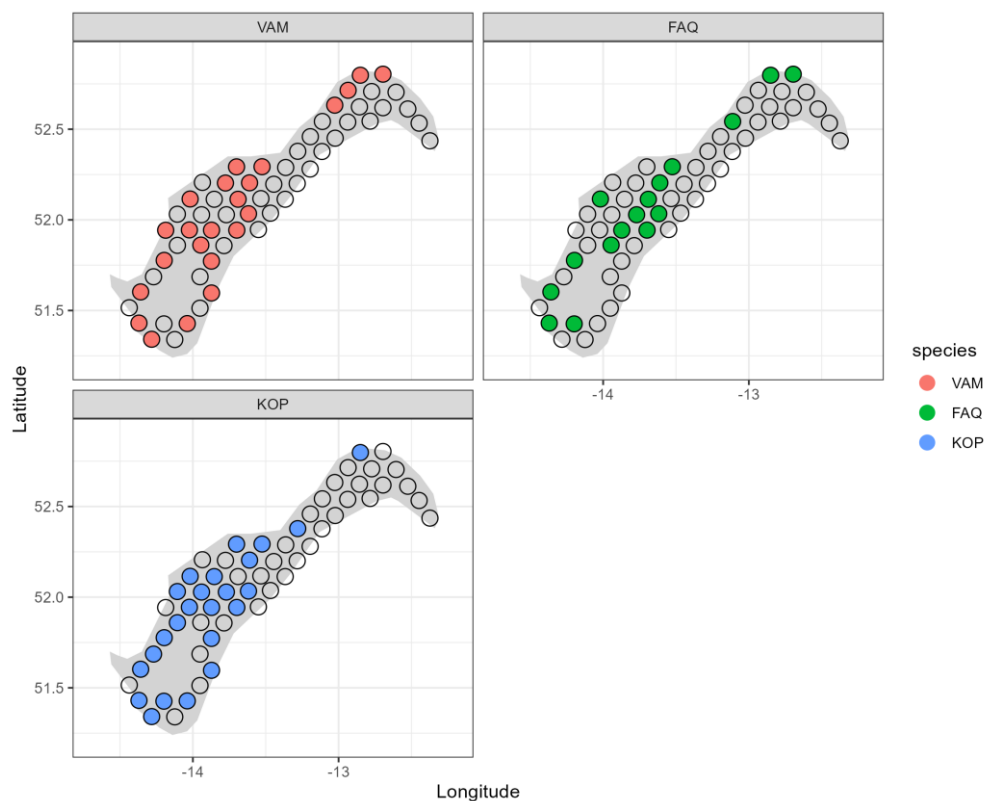 VAM
FAQ
52.5
52.0
51.5
-14
-13
KOP
52.5
52.0
51.5
-14
-13
Latitude
Longitude
species
VAM
FAQ
KOP